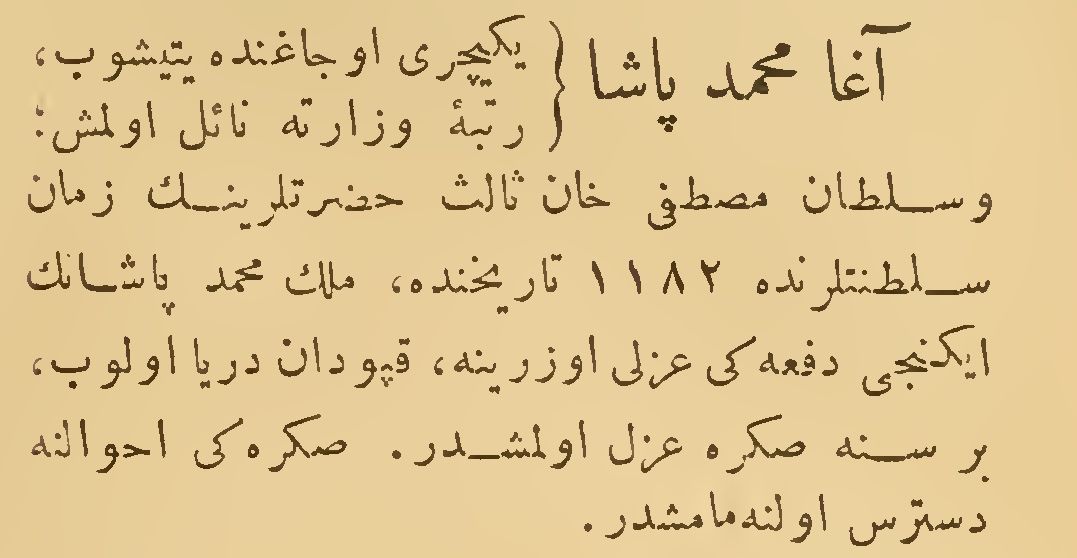 آغا محمد پاشا { یکیچری اوجاغنده یتیشوب،
رتبهٔ وزارته نائل اولمش؛
وسلطان مصطفی خان ثالث حضرتلرینك زمان
سلطنتلرنده ١١٨٢ تاریخنده، ملك محمد پاشانك
ایکنجی دفعه کی عزلی اوزرینه، قپودان دریا اولوب،
بر سنه صکره عزل اولمشدر. صکره کی احوالنه
دسترس اولنه مامشدر.